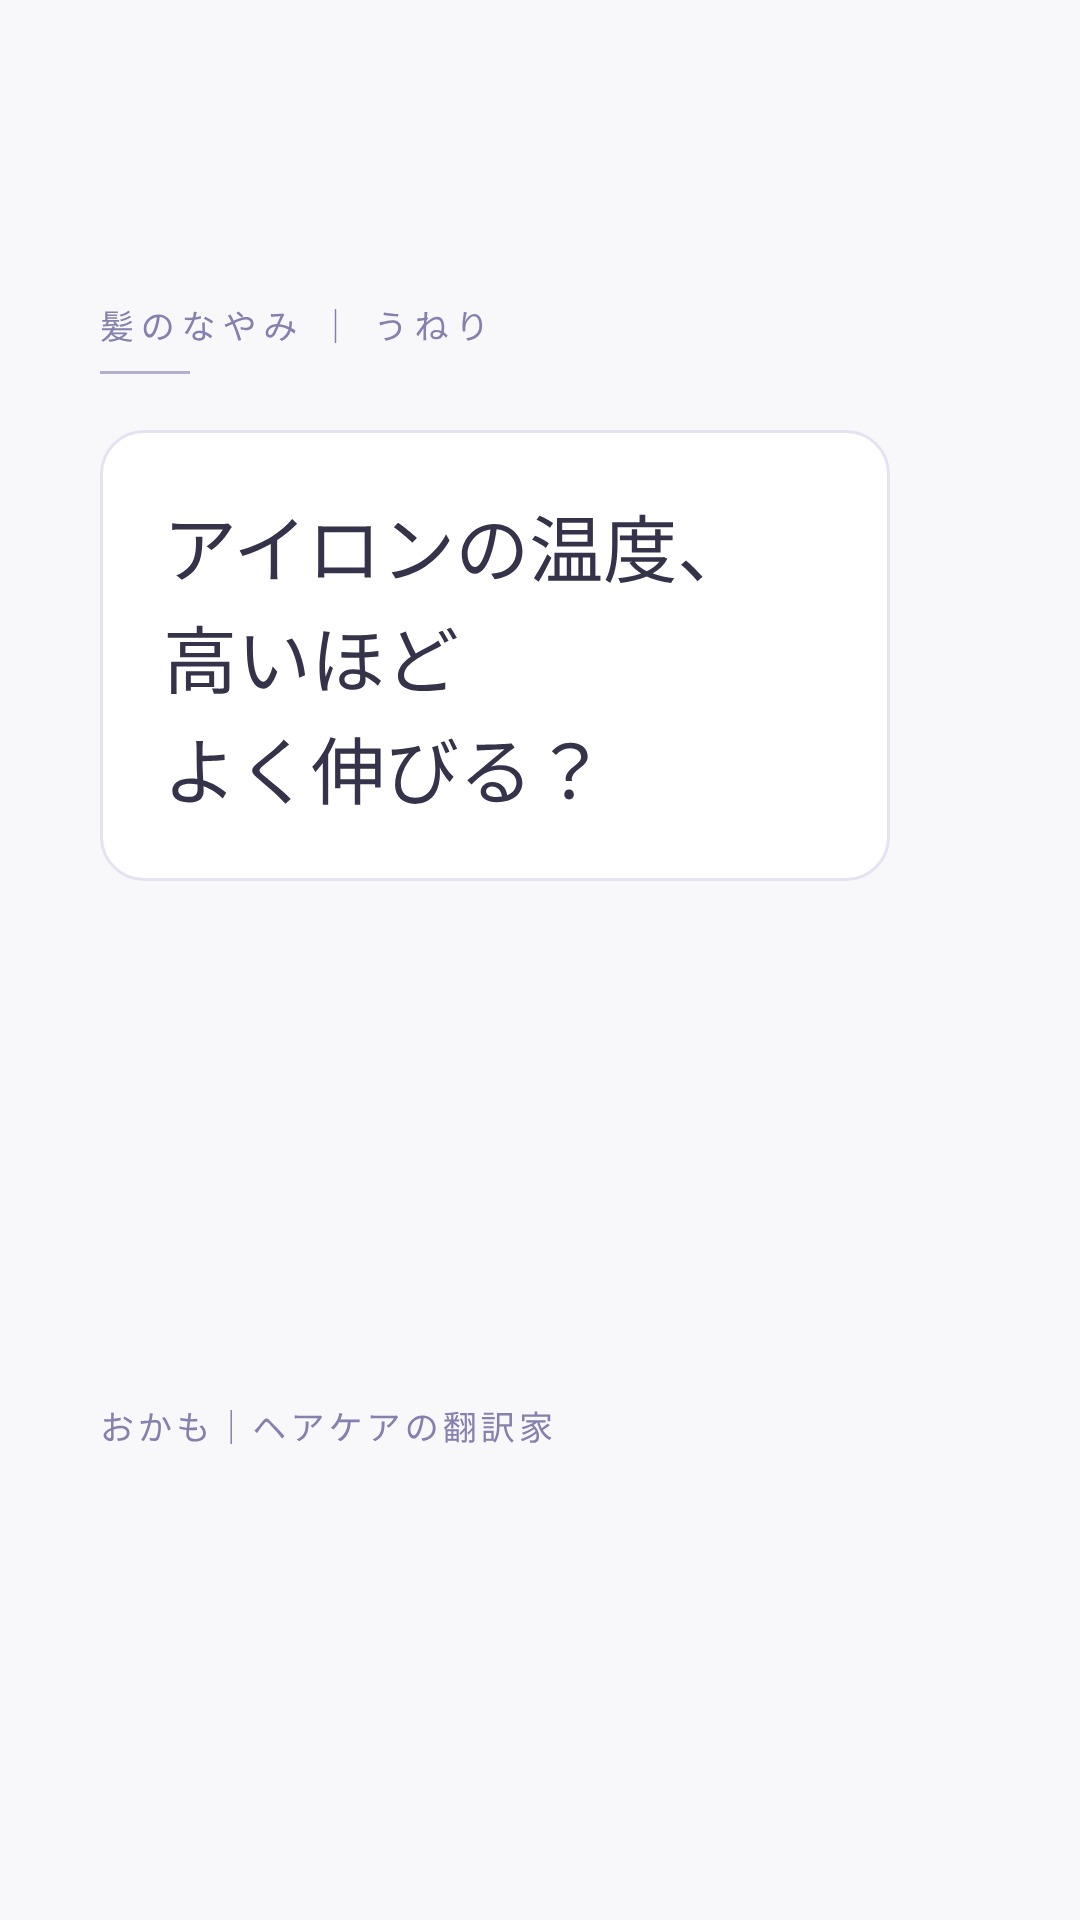 髪のなやみ ｜ うねり
アイロンの温度、
高いほど
よく伸びる？
おかも｜ヘアケアの翻訳家